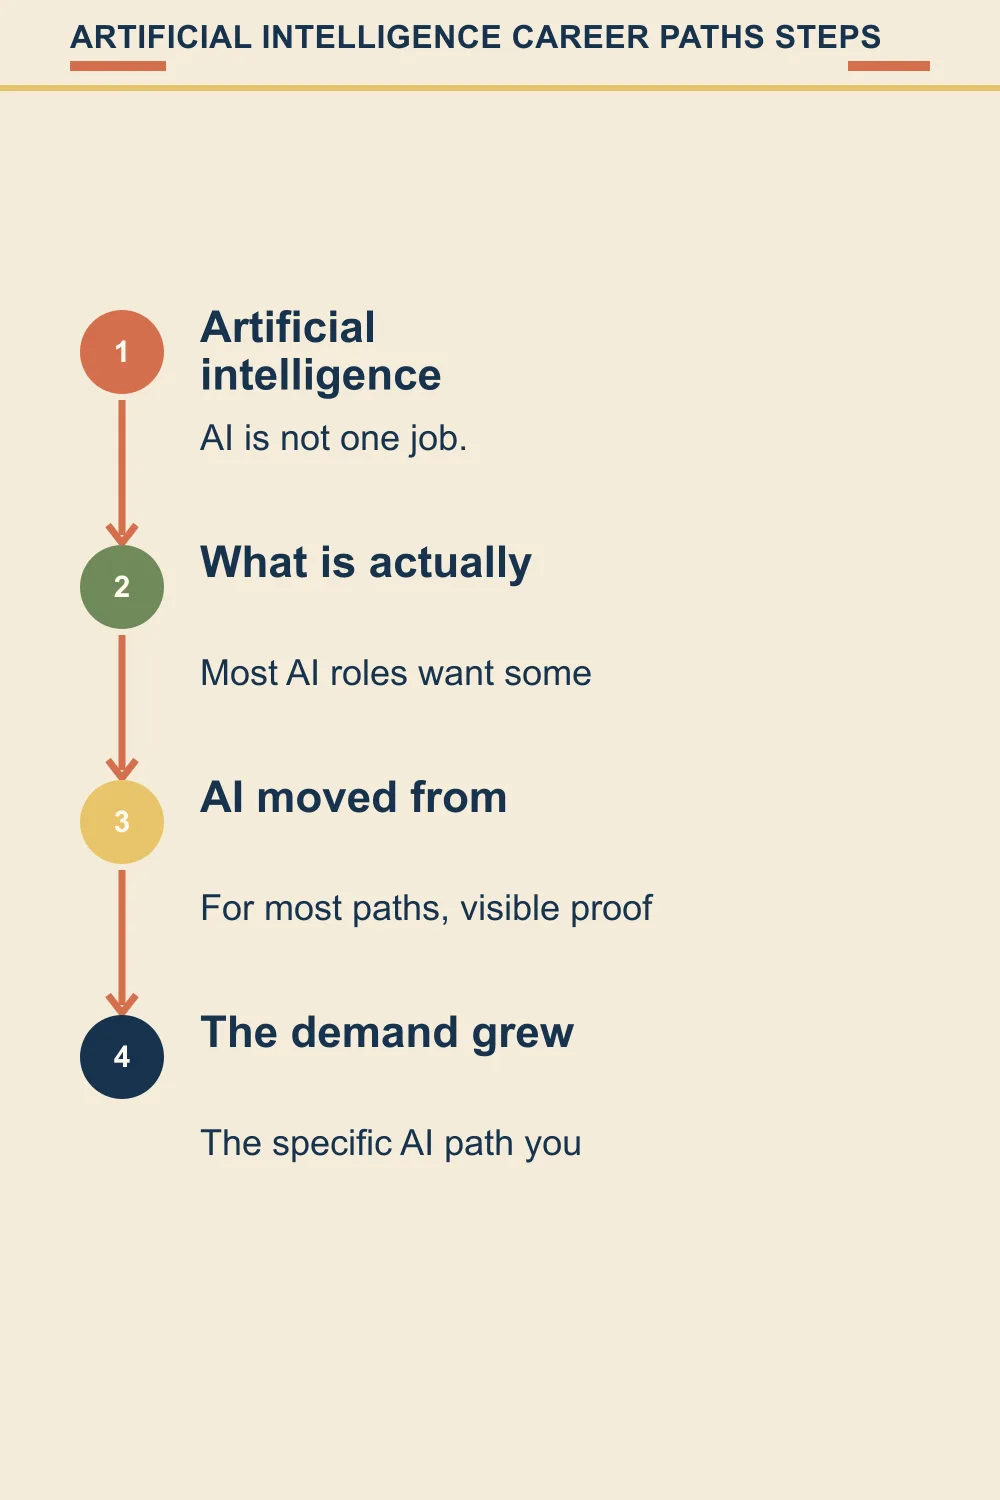 ARTIFICIAL INTELLIGENCE CAREER PATHS STEPS
1
Artificial
intelligence
AI is not one job.
2
What is actually
Most AI roles want some
3
AI moved from
For most paths, visible proof
4
The demand grew
The specific AI path you